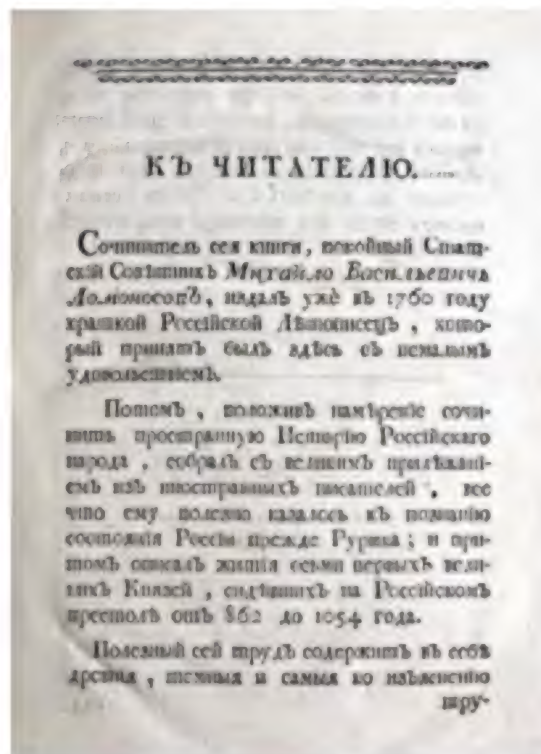 КЪ ЧИТАТЕЛЮ.
Сочинитель сея книги, покойный Стат-
ской Совѣтникъ Михайло Васильевичь
Ломоносовъ, издалъ уже въ 1760 году
краткой Россійской Лѣтописецъ, кото-
рый принятъ былъ здѣсь съ немалымъ
удовольствіемъ.
Потомъ, положивъ намѣреніе сочи-
нить пространную Исторію Россійскаго
народа, собралъ съ великимъ прилѣжані-
емъ изъ иностранныхъ писателей, все
что ему полезно казалось къ познанію
состоянія Россіи прежде Рурика; и при-
томъ описалъ житія семи первыхъ вели-
кихъ Князей, сидѣвшихъ на Россійскомъ
престолѣ отъ 862 до 1054 года.
Полезный сей трудъ содержитъ въ себѣ
древнія, темныя и самыя ко изъясненію
тру-